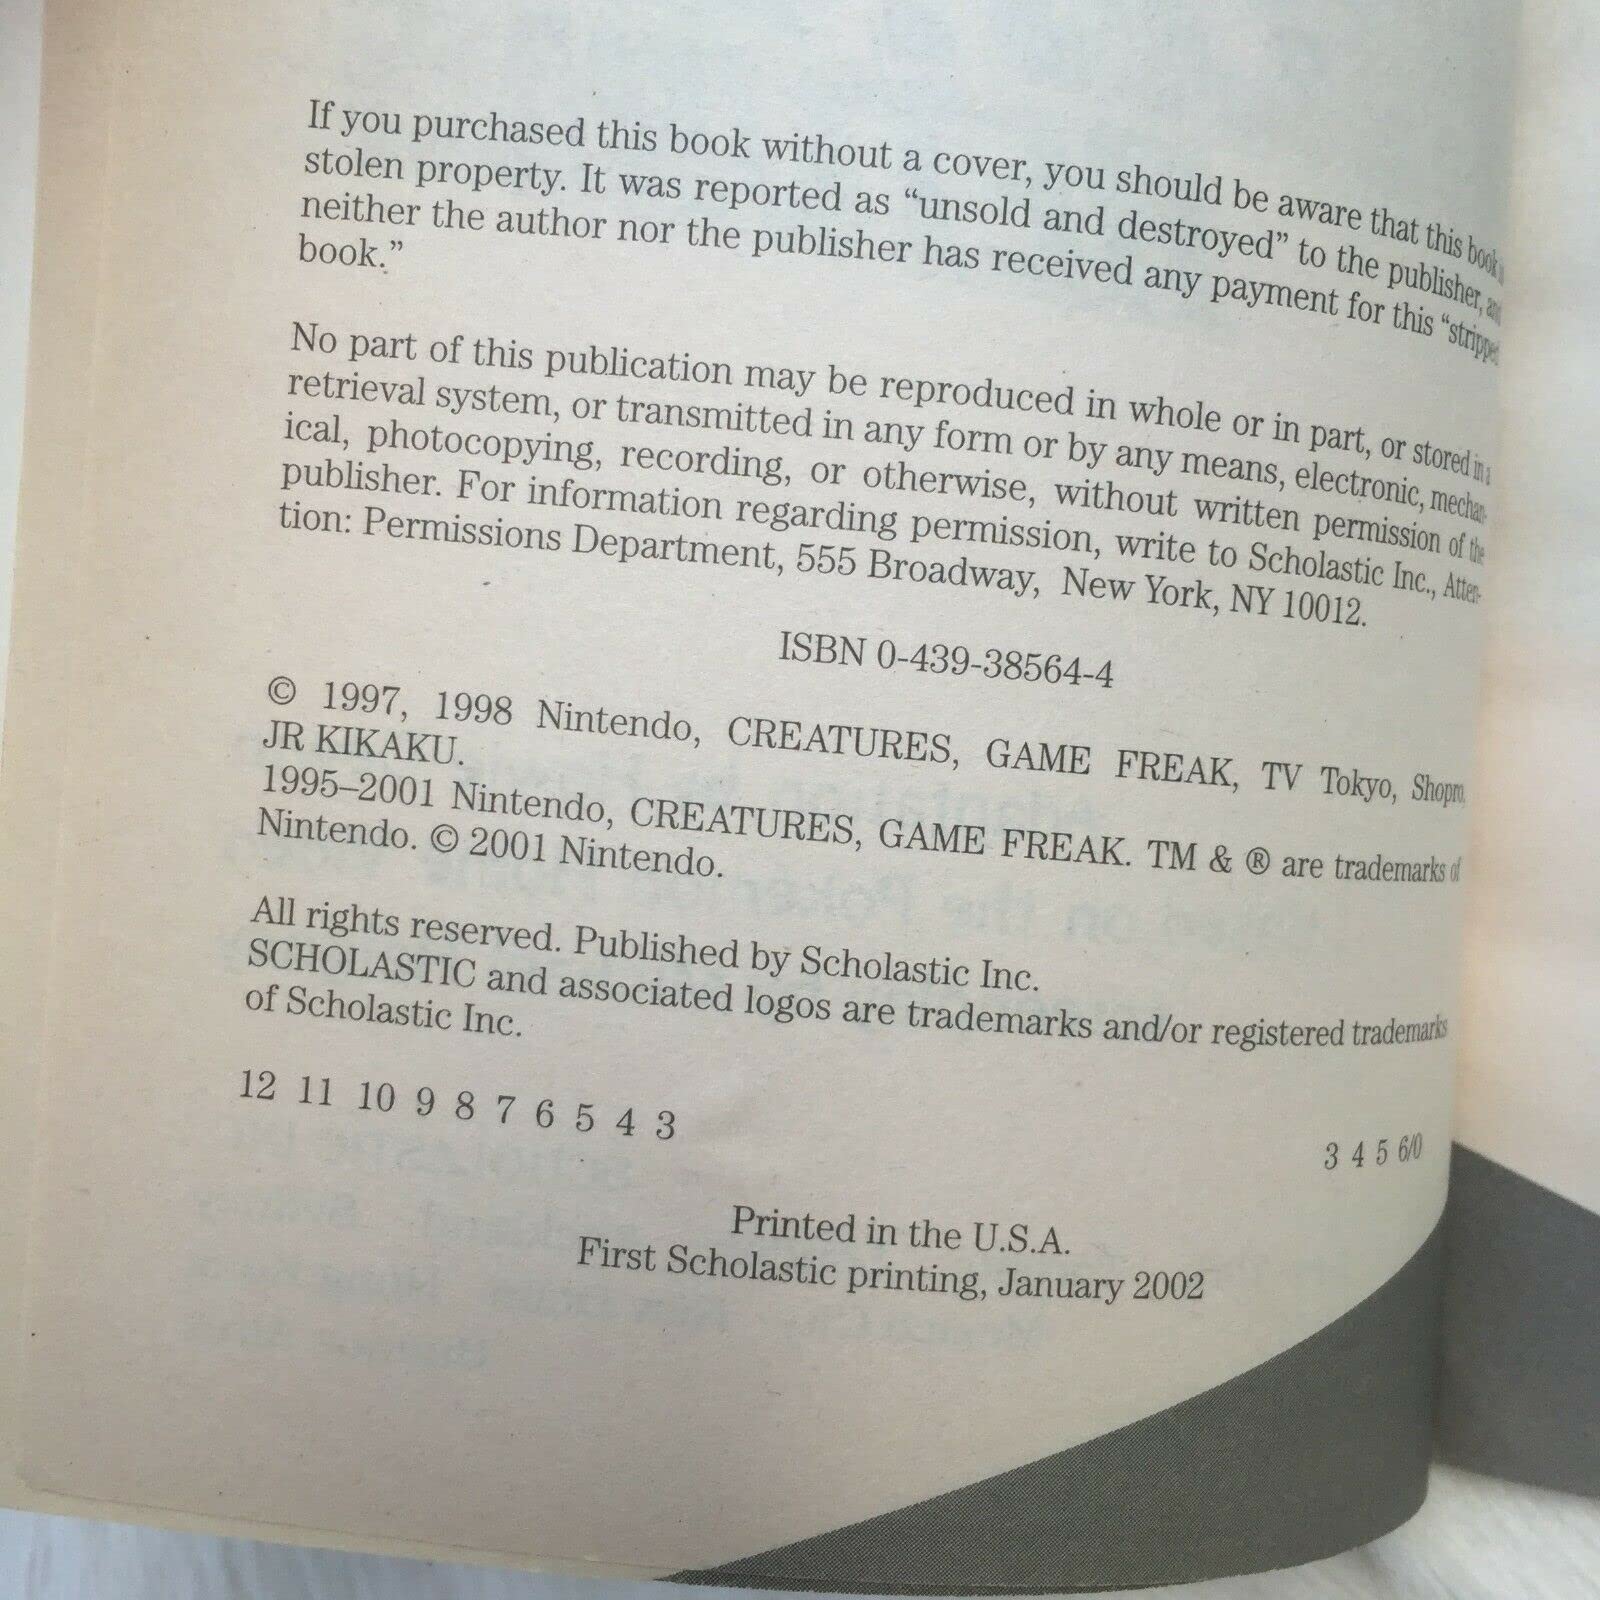 If you purchased this book without a cover, you should be aware that this book
stolen property. It was reported as “unsold and destroyed” to the publisher, and
neither the author nor the publisher has received any payment for this “stripped
book.”
No part of this publication may be reproduced in whole or in part, or stored in a
retrieval system, or transmitted in any form or by any means, electronic, mechan-
ical, photocopying, recording, or otherwise, without written permission of the
publisher. For information regarding permission, write to Scholastic Inc., Atten-
tion: Permissions Department, 555 Broadway, New York, NY 10012.
ISBN 0-439-38564-4
© 1997, 1998 Nintendo, CREATURES, GAME FREAK, TV Tokyo, Shopro,
JR KIKAKU.
1995–2001 Nintendo, CREATURES, GAME FREAK. TM & ® are trademarks of
Nintendo. © 2001 Nintendo.
All rights reserved. Published by Scholastic Inc.
SCHOLASTIC and associated logos are trademarks and/or registered trademarks
of Scholastic Inc.
12 11 10 9 8 7 6 5 4 3
3 4 5 6/0
Printed in the U.S.A.
First Scholastic printing, January 2002